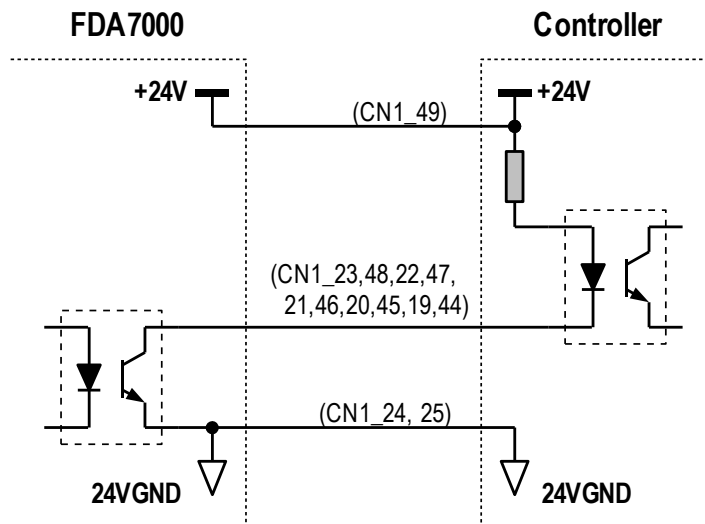 FDA7000
Controller
+24V
+24V
(CN1_49)
(CN1_23,48,22,47,
21,46,20,45,19,44)
(CN1_24, 25)
24VGND
24VGND